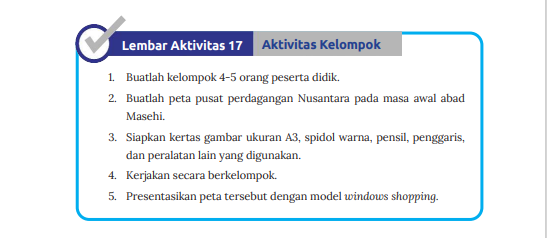 Lembar Aktivitas 17 Aktivitas Kelompok
1. Buatlah kelompok 4-5 orang peserta didik.
2. Buatlah peta pusat perdagangan Nusantara pada masa awal abad
Masehi.
3. Siapkan kertas gambar ukuran A3, spidol warna, pensil, penggaris,
dan peralatan lain yang digunakan.
4. Kerjakan secara berkelompok.
5. Presentasikan peta tersebut dengan model windows shopping.